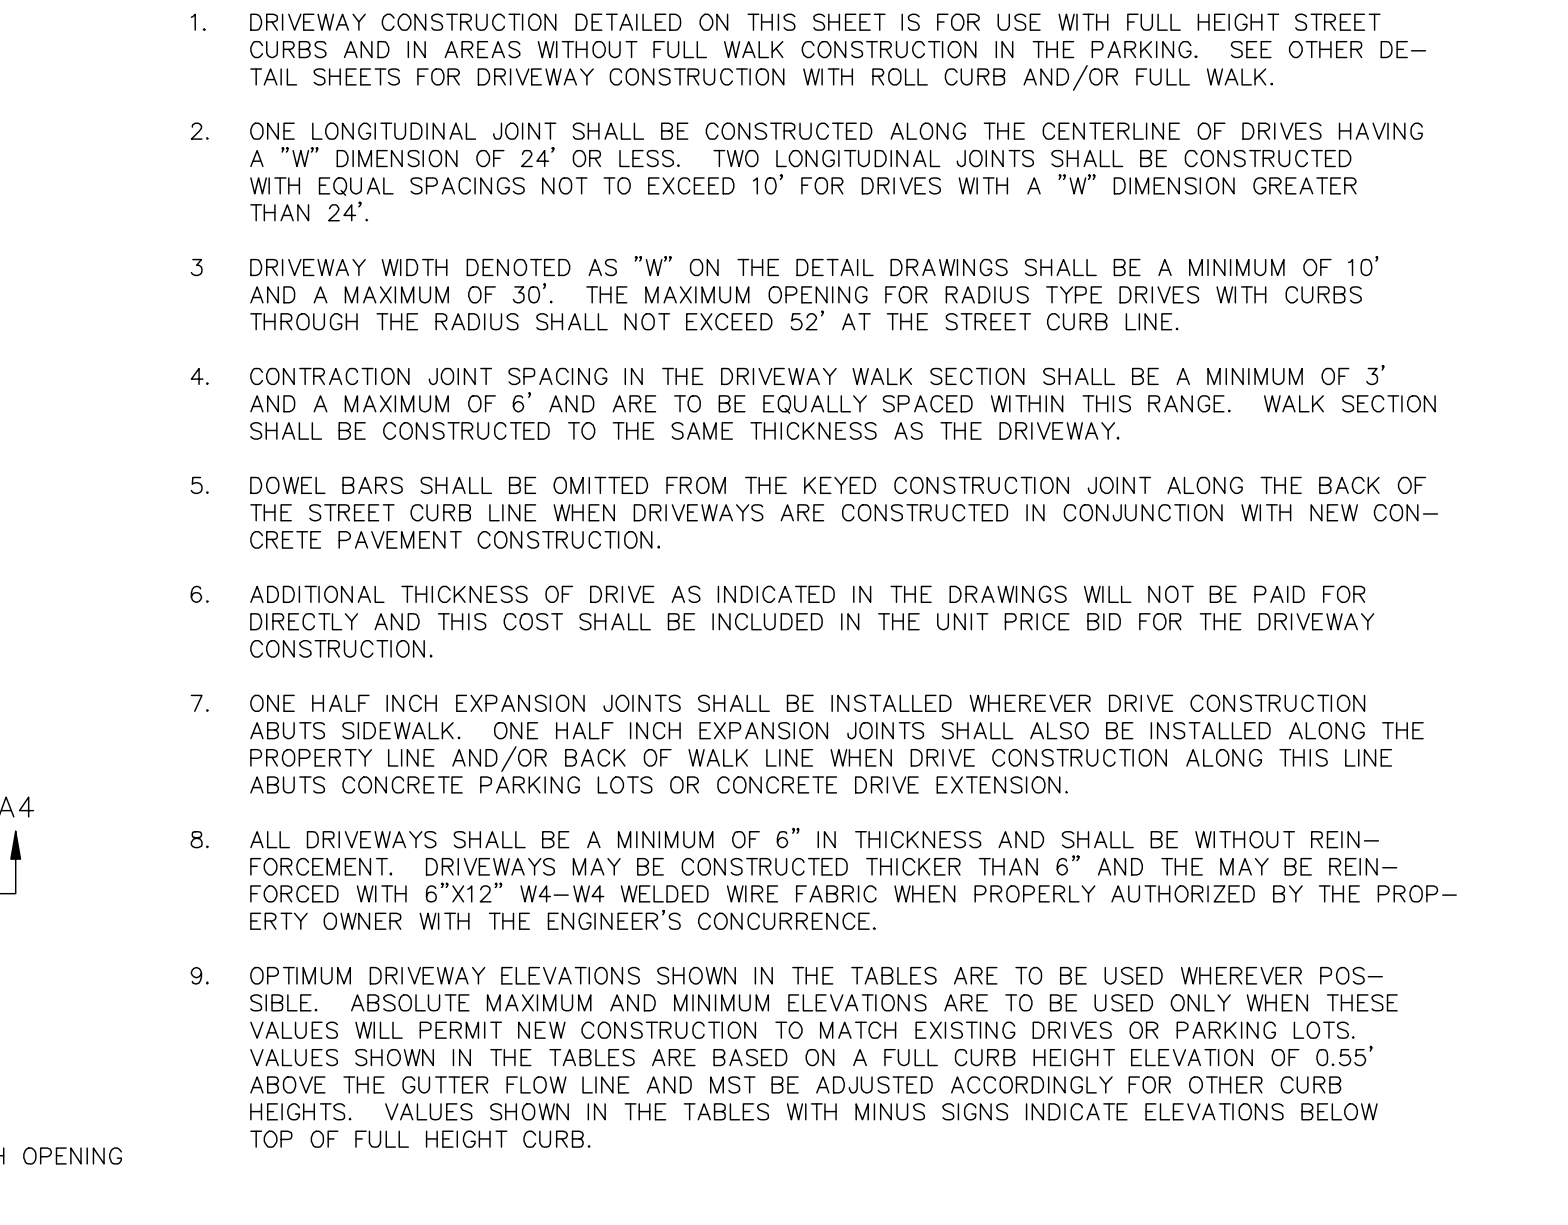 1. DRIVEWAY CONSTRUCTION DETAILED ON THIS SHEET IS FOR USE WITH FULL HEIGHT STREET
CURBS AND IN AREAS WITHOUT FULL WALK CONSTRUCTION IN THE PARKING. SEE OTHER DE–
TAIL SHEETS FOR DRIVEWAY CONSTRUCTION WITH ROLL CURB AND/OR FULL WALK.
2. ONE LONGITUDINAL JOINT SHALL BE CONSTRUCTED ALONG THE CENTERLINE OF DRIVES HAVING
A "W" DIMENSION OF 24' OR LESS. TWO LONGITUDINAL JOINTS SHALL BE CONSTRUCTED
WITH EQUAL SPACINGS NOT TO EXCEED 10' FOR DRIVES WITH A "W" DIMENSION GREATER
THAN 24'.
3 DRIVEWAY WIDTH DENOTED AS "W" ON THE DETAIL DRAWINGS SHALL BE A MINIMUM OF 10'
AND A MAXIMUM OF 30'. THE MAXIMUM OPENING FOR RADIUS TYPE DRIVES WITH CURBS
THROUGH THE RADIUS SHALL NOT EXCEED 52' AT THE STREET CURB LINE.
4. CONTRACTION JOINT SPACING IN THE DRIVEWAY WALK SECTION SHALL BE A MINIMUM OF 3'
AND A MAXIMUM OF 6' AND ARE TO BE EQUALLY SPACED WITHIN THIS RANGE. WALK SECTION
SHALL BE CONSTRUCTED TO THE SAME THICKNESS AS THE DRIVEWAY.
5. DOWEL BARS SHALL BE OMITTED FROM THE KEYED CONSTRUCTION JOINT ALONG THE BACK OF
THE STREET CURB LINE WHEN DRIVEWAYS ARE CONSTRUCTED IN CONJUNCTION WITH NEW CON–
CRETE PAVEMENT CONSTRUCTION.
6. ADDITIONAL THICKNESS OF DRIVE AS INDICATED IN THE DRAWINGS WILL NOT BE PAID FOR
DIRECTLY AND THIS COST SHALL BE INCLUDED IN THE UNIT PRICE BID FOR THE DRIVEWAY
CONSTRUCTION.
7. ONE HALF INCH EXPANSION JOINTS SHALL BE INSTALLED WHEREVER DRIVE CONSTRUCTION
ABUTS SIDEWALK. ONE HALF INCH EXPANSION JOINTS SHALL ALSO BE INSTALLED ALONG THE
PROPERTY LINE AND/OR BACK OF WALK LINE WHEN DRIVE CONSTRUCTION ALONG THIS LINE
ABUTS CONCRETE PARKING LOTS OR CONCRETE DRIVE EXTENSION.
A4
8. ALL DRIVEWAYS SHALL BE A MINIMUM OF 6" IN THICKNESS AND SHALL BE WITHOUT REIN–
FORCEMENT. DRIVEWAYS MAY BE CONSTRUCTED THICKER THAN 6" AND THE MAY BE REIN–
FORCED WITH 6"X12" W4–W4 WELDED WIRE FABRIC WHEN PROPERLY AUTHORIZED BY THE PROP–
ERTY OWNER WITH THE ENGINEER'S CONCURRENCE.
9. OPTIMUM DRIVEWAY ELEVATIONS SHOWN IN THE TABLES ARE TO BE USED WHEREVER POS–
SIBLE. ABSOLUTE MAXIMUM AND MINIMUM ELEVATIONS ARE TO BE USED ONLY WHEN THESE
VALUES WILL PERMIT NEW CONSTRUCTION TO MATCH EXISTING DRIVES OR PARKING LOTS.
VALUES SHOWN IN THE TABLES ARE BASED ON A FULL CURB HEIGHT ELEVATION OF 0.55'
ABOVE THE GUTTER FLOW LINE AND MST BE ADJUSTED ACCORDINGLY FOR OTHER CURB
HEIGHTS. VALUES SHOWN IN THE TABLES WITH MINUS SIGNS INDICATE ELEVATIONS BELOW
TOP OF FULL HEIGHT CURB.
OPENING